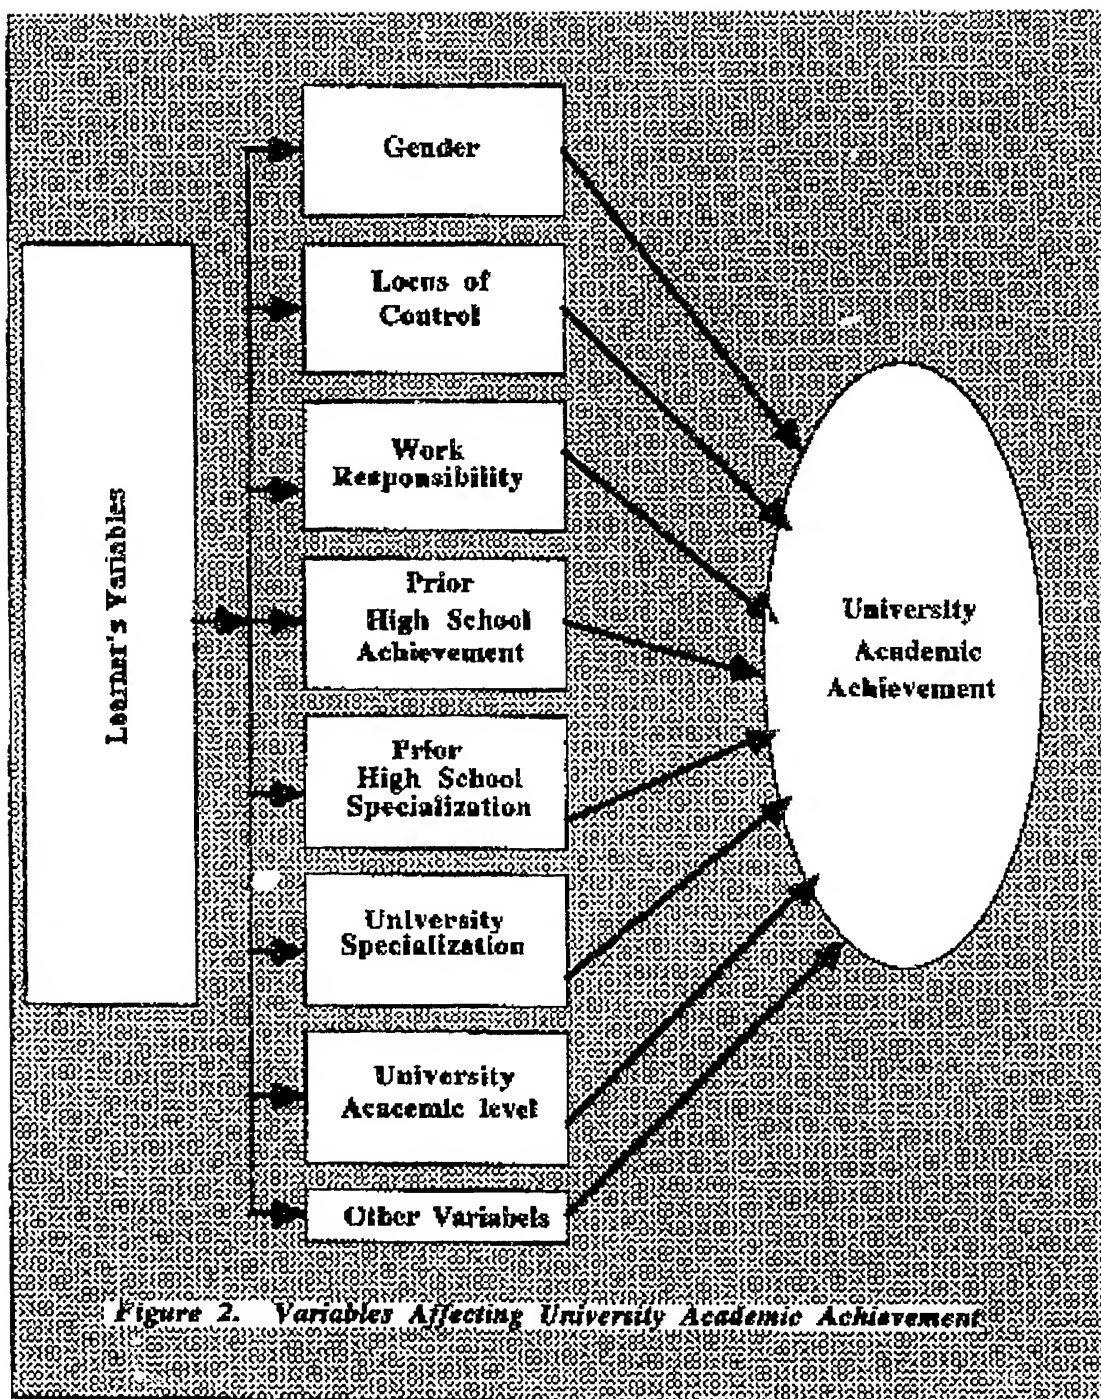 Gender
Locus of
Control
Work
Responsibility
Prior
High School
Achievement
Prior
High School
Specialization
University
Specialization
University
Acacemic level
Other Variabels
Learner's Variables
University
Academic
Achievement
Figure 2. Variables Affecting University Academic Achievement